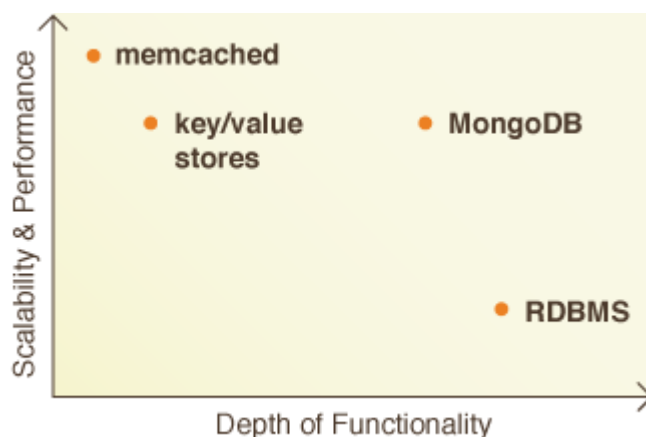 memcached
key/value
stores
MongoDB
RDBMS
Scalability & Performance
Depth of Functionality